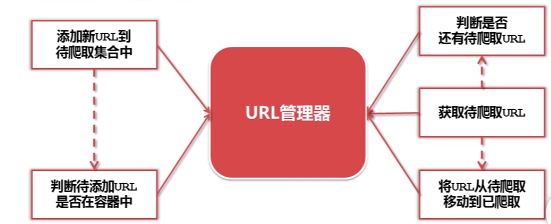 添加新URL到
待爬取集合中
判断待添加URL
是否在容器中
URL管理器
判断是否
还有待爬取URL
获取待爬取URL
将URL从待爬取
移动到已爬取